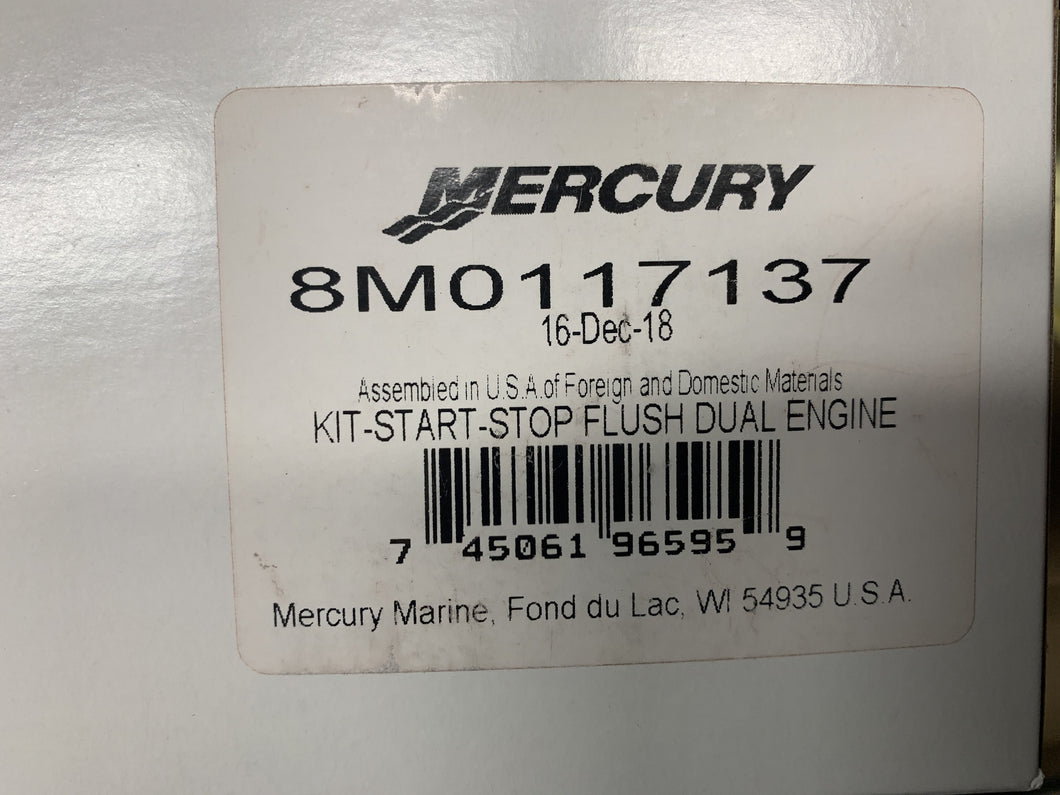 MERCURY
8M0117137
16-Dec-18
Assembled in U.S.A.of Foreign and Domestic Materials
KIT-START-STOP FLUSH DUAL ENGINE
7 45061 96595 9
Mercury Marine, Fond du Lac, WI 54935 U.S.A.